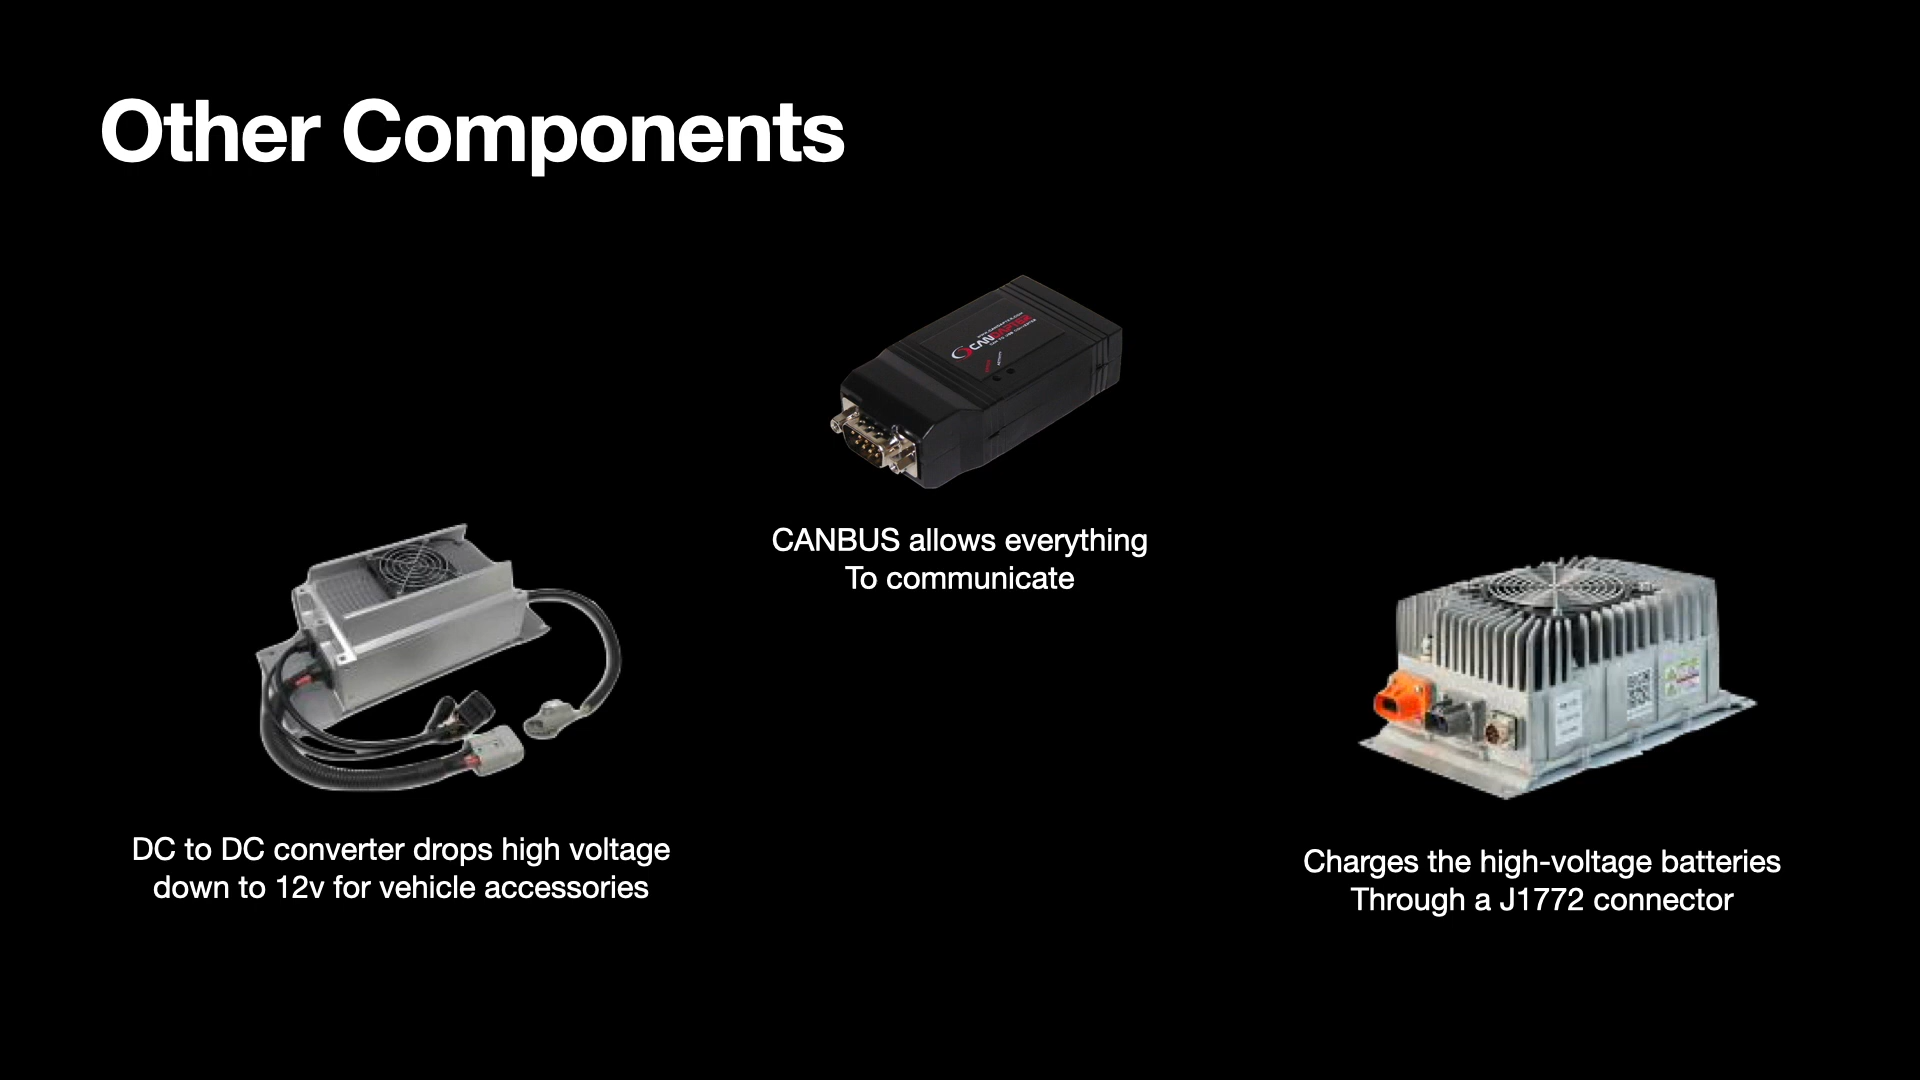 Other Components
CANDAPTER
CANBUS allows everything
To communicate
DC to DC converter drops high voltage
down to 12v for vehicle accessories
Charges the high-voltage batteries
Through a J1772 connector